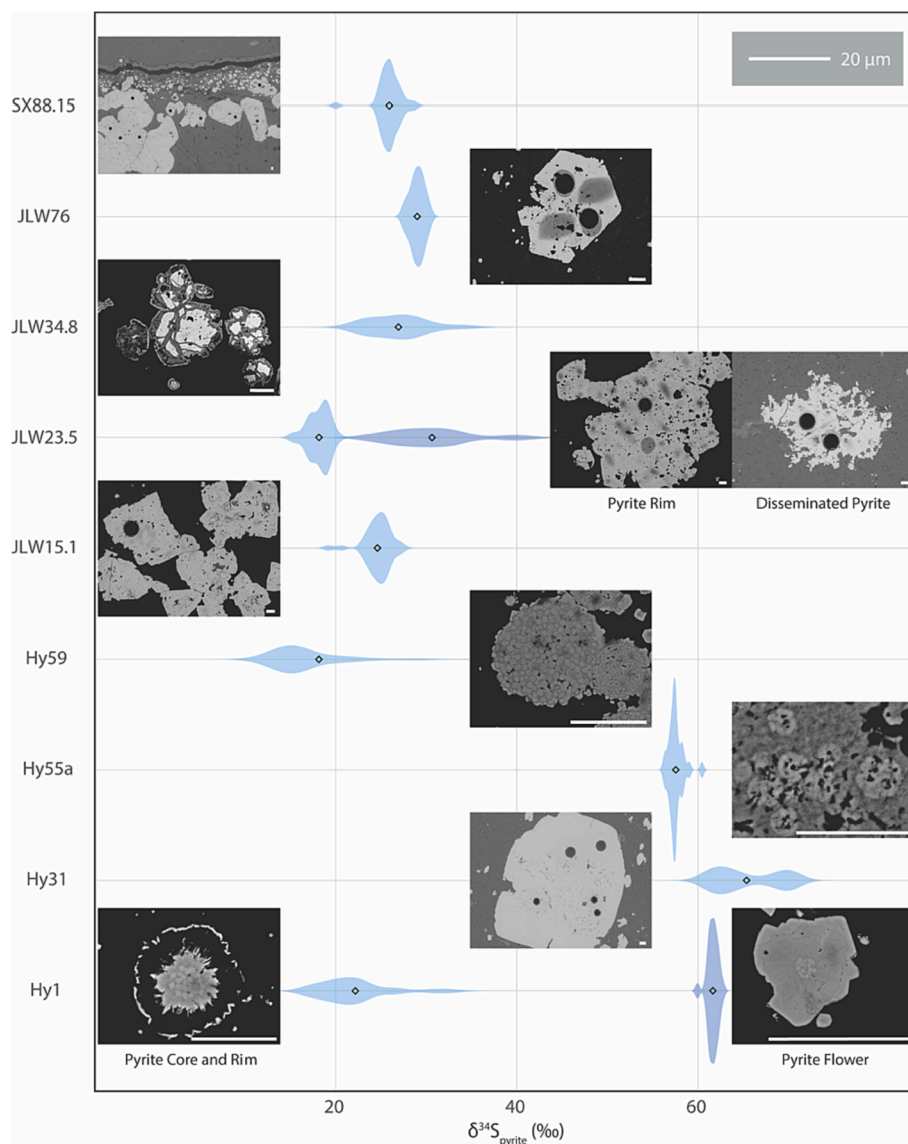 20 μm
SX88.15
JLW76
JLW34.8
JLW23.5
Pyrite Rim
Disseminated Pyrite
JLW15.1
Hy59
Hy55a
Hy31
Hy1
Pyrite Core and Rim
Pyrite Flower
20
40
60
δ³⁴S_pyrite (‰)